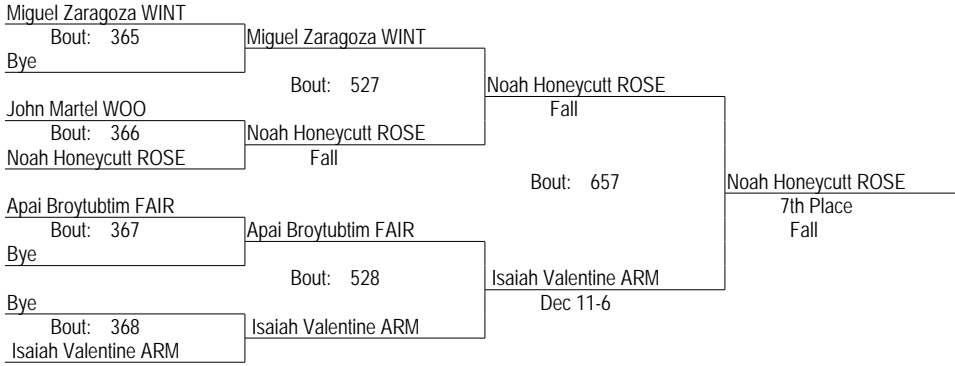 Miguel Zaragoza WINT
Bout: 365
Bye
Miguel Zaragoza WINT
Bout: 527
John Martel WOO
Bout: 366
Noah Honeycutt ROSE
Noah Honeycutt ROSE
Fall
Noah Honeycutt ROSE
Fall
Bout: 657
Apai Broytubtim FAIR
Bout: 367
Bye
Apai Broytubtim FAIR
Bout: 528
Bye
Bout: 368
Isaiah Valentine ARM
Isaiah Valentine ARM
Isaiah Valentine ARM
Dec 11-6
Noah Honeycutt ROSE
7th Place
Fall